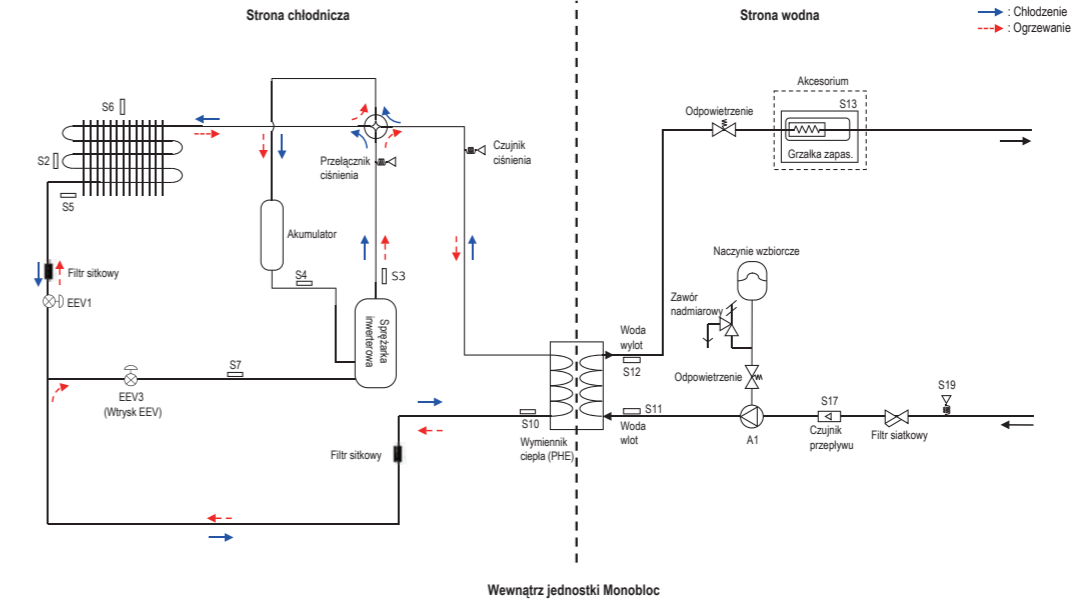 Strona chłodnicza
Strona wodna
: Chłodzenie
: Ogrzewanie
Akcesorium
S6
S13
Odpowietrzenie
Grzałka zapas.
S2
S5
Przełącznik
ciśnienia
Czujnik
ciśnienia
Akumulator
Filtr sitkowy
S4
S3
EEV1
Sprężarka
inwerterowa
Naczynie wzbiorcze
Zawór
nadmiarowy
Woda
wylot
S12
S7
Odpowietrzenie
EEV3
(Wtrysk EEV)
S19
S17
S10
S11
Woda
wlot
A1
Czujnik
przepływu
Filtr siatkowy
Wymiennik
ciepła (PHE)
Filtr sitkowy
Wewnątrz jednostki Monobloc